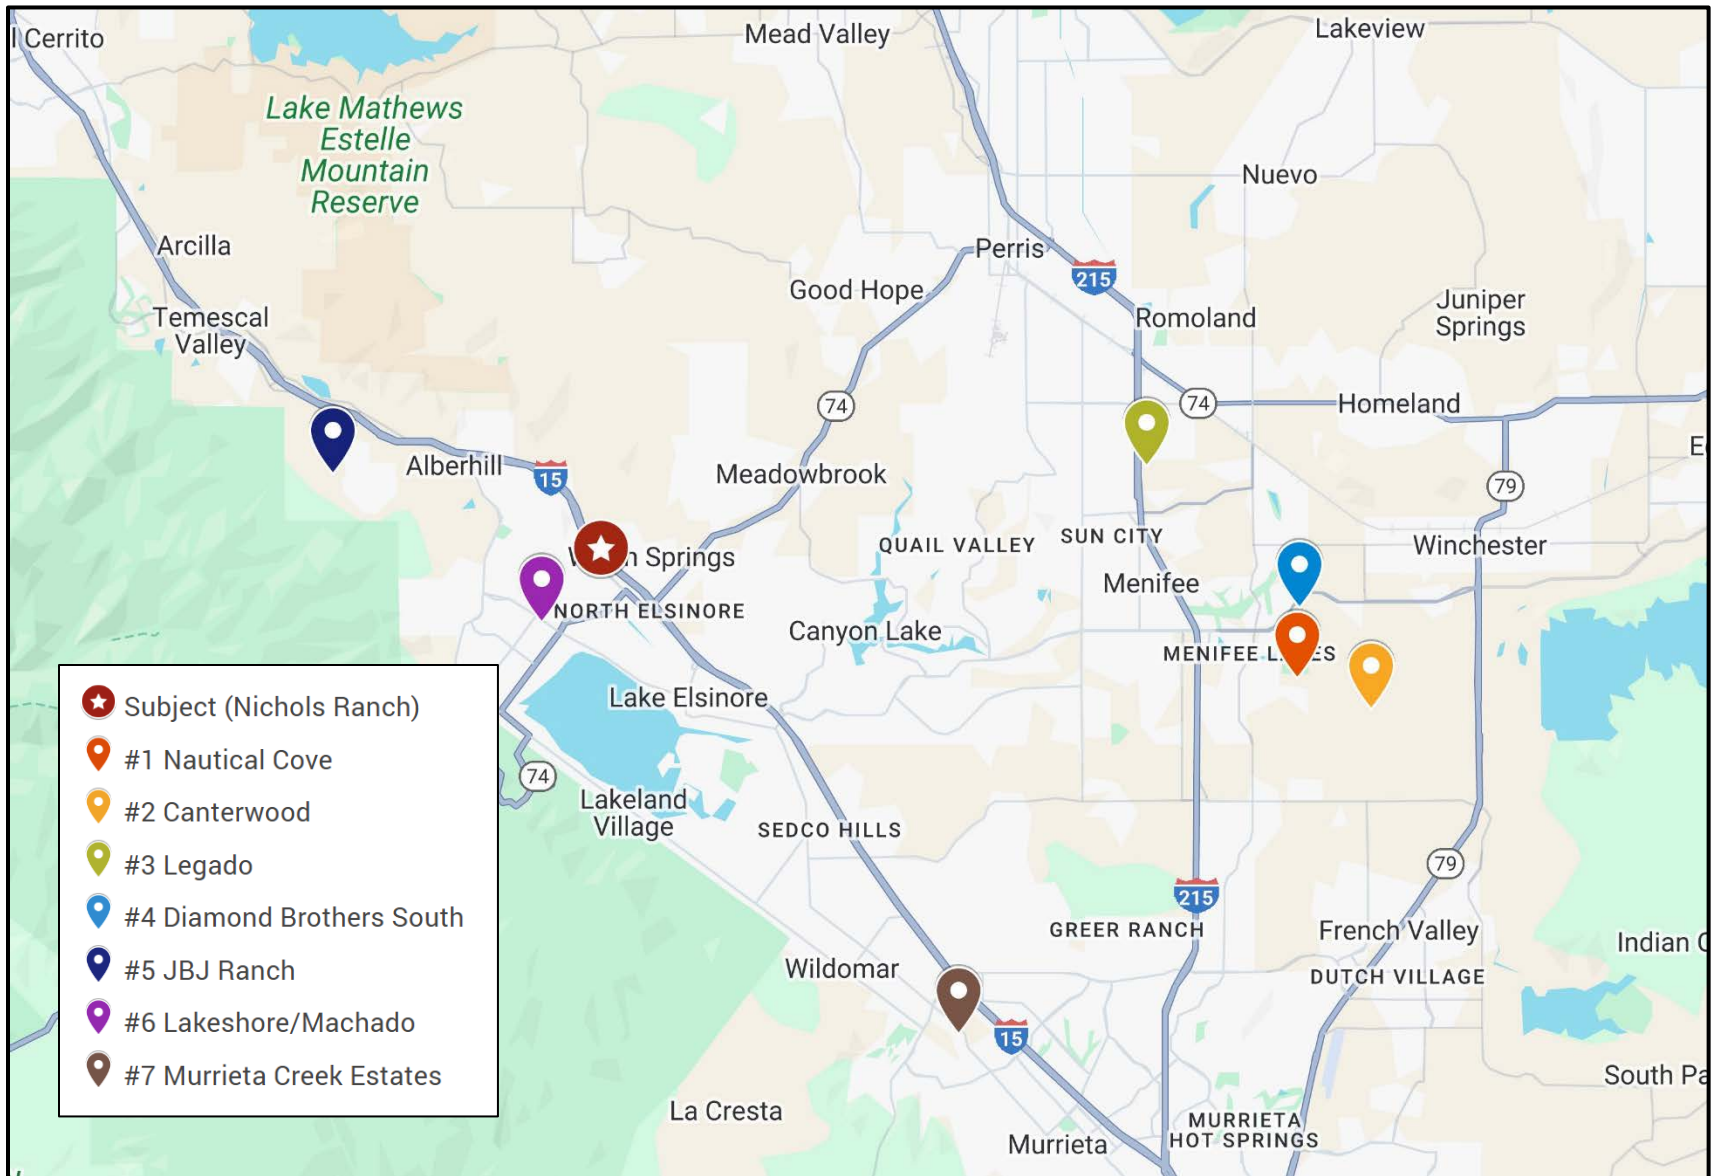 l Cerrito
Mead Valley
Lakeview
Lake Mathews
Estelle
Mountain
Reserve
Nuevo
Arcilla
Perris
215
Good Hope
Juniper
Springs
Temescal
Valley
Romoland
74
74
Homeland
Alberhill
15
Meadowbrook
79
QUAIL VALLEY
SUN CITY
Winchester
n Springs
Menifee
NORTH ELSINORE
Canyon Lake
MENIFEE L ES
Lake Elsinore
74
Lakeland
Village
SEDCO HILLS
79
215
GREER RANCH
French Valley
Indian
Wildomar
DUTCH VILLAGE
15
South Pa
La Cresta
MURRIETA
HOT SPRINGS
Murrieta
Subject (Nichols Ranch)
#1 Nautical Cove
#2 Canterwood
#3 Legado
#4 Diamond Brothers South
#5 JBJ Ranch
#6 Lakeshore/Machado
#7 Murrieta Creek Estates